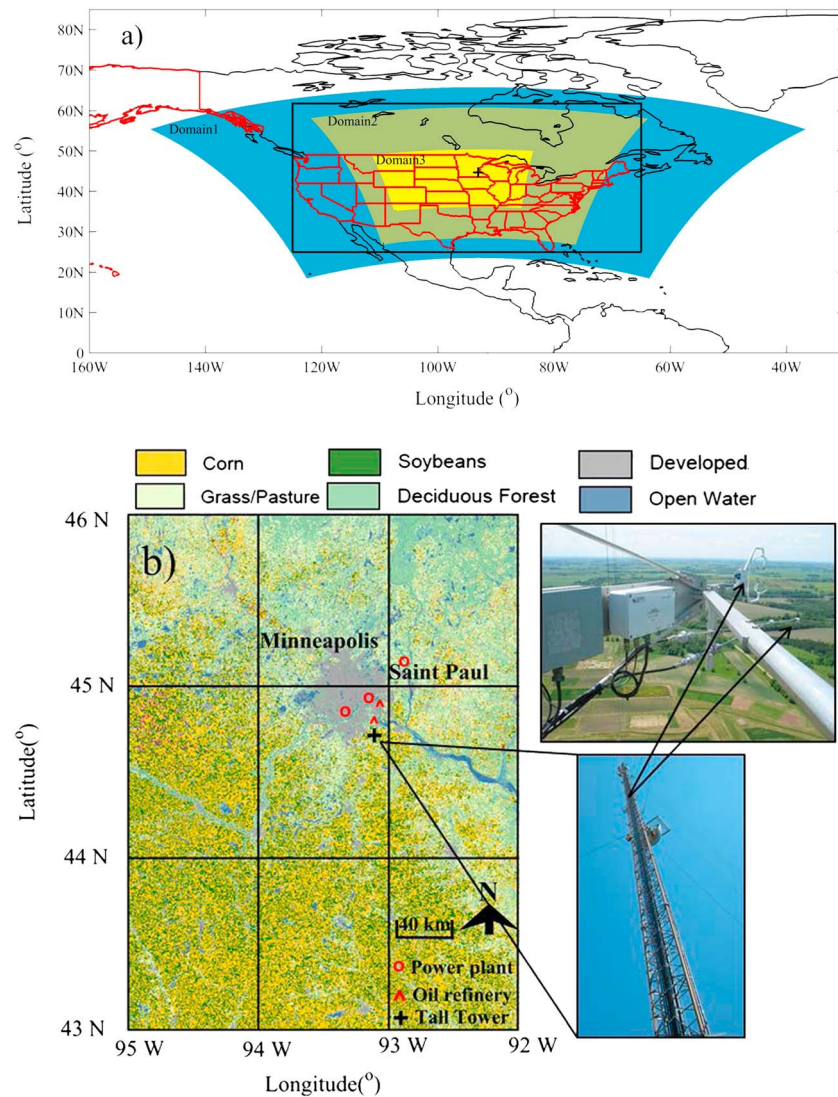 a)
80N
70N
60N
50N
40N
30N
20N
10N
0
Latitude (°)
Domain1
Domain2
Domain3
160W 140W 120W 100W 80W 60W 40W
Longitude (°)
Corn Soybeans Developed
Grass/Pasture Deciduous Forest Open Water
46 N
b)
Minneapolis
Saint Paul
45 N
Latitude(°)
44 N
N
40 km
Power plant
Oil refinery
Tall Tower
43 N
95 W 94 W 93 W 92 W
Longitude(°)